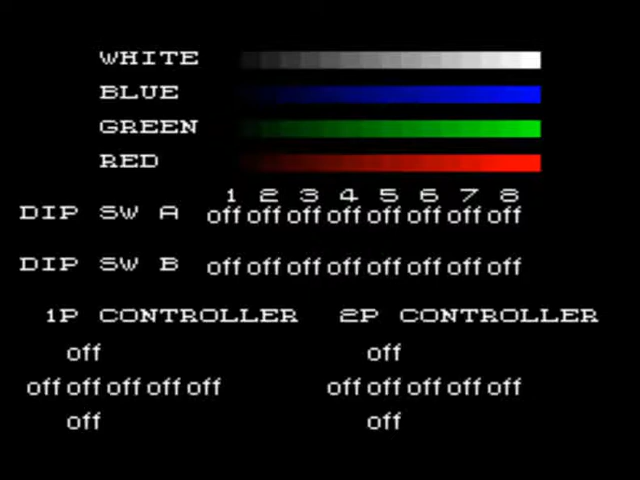 WHITE
BLUE
GREEN
RED
1 2 3 4 5 6 7 8
DIP SW A off off off off off off off off
DIP SW B off off off off off off off off
1P CONTROLLER 2P CONTROLLER
off off
off off off off off off off off off off
off off